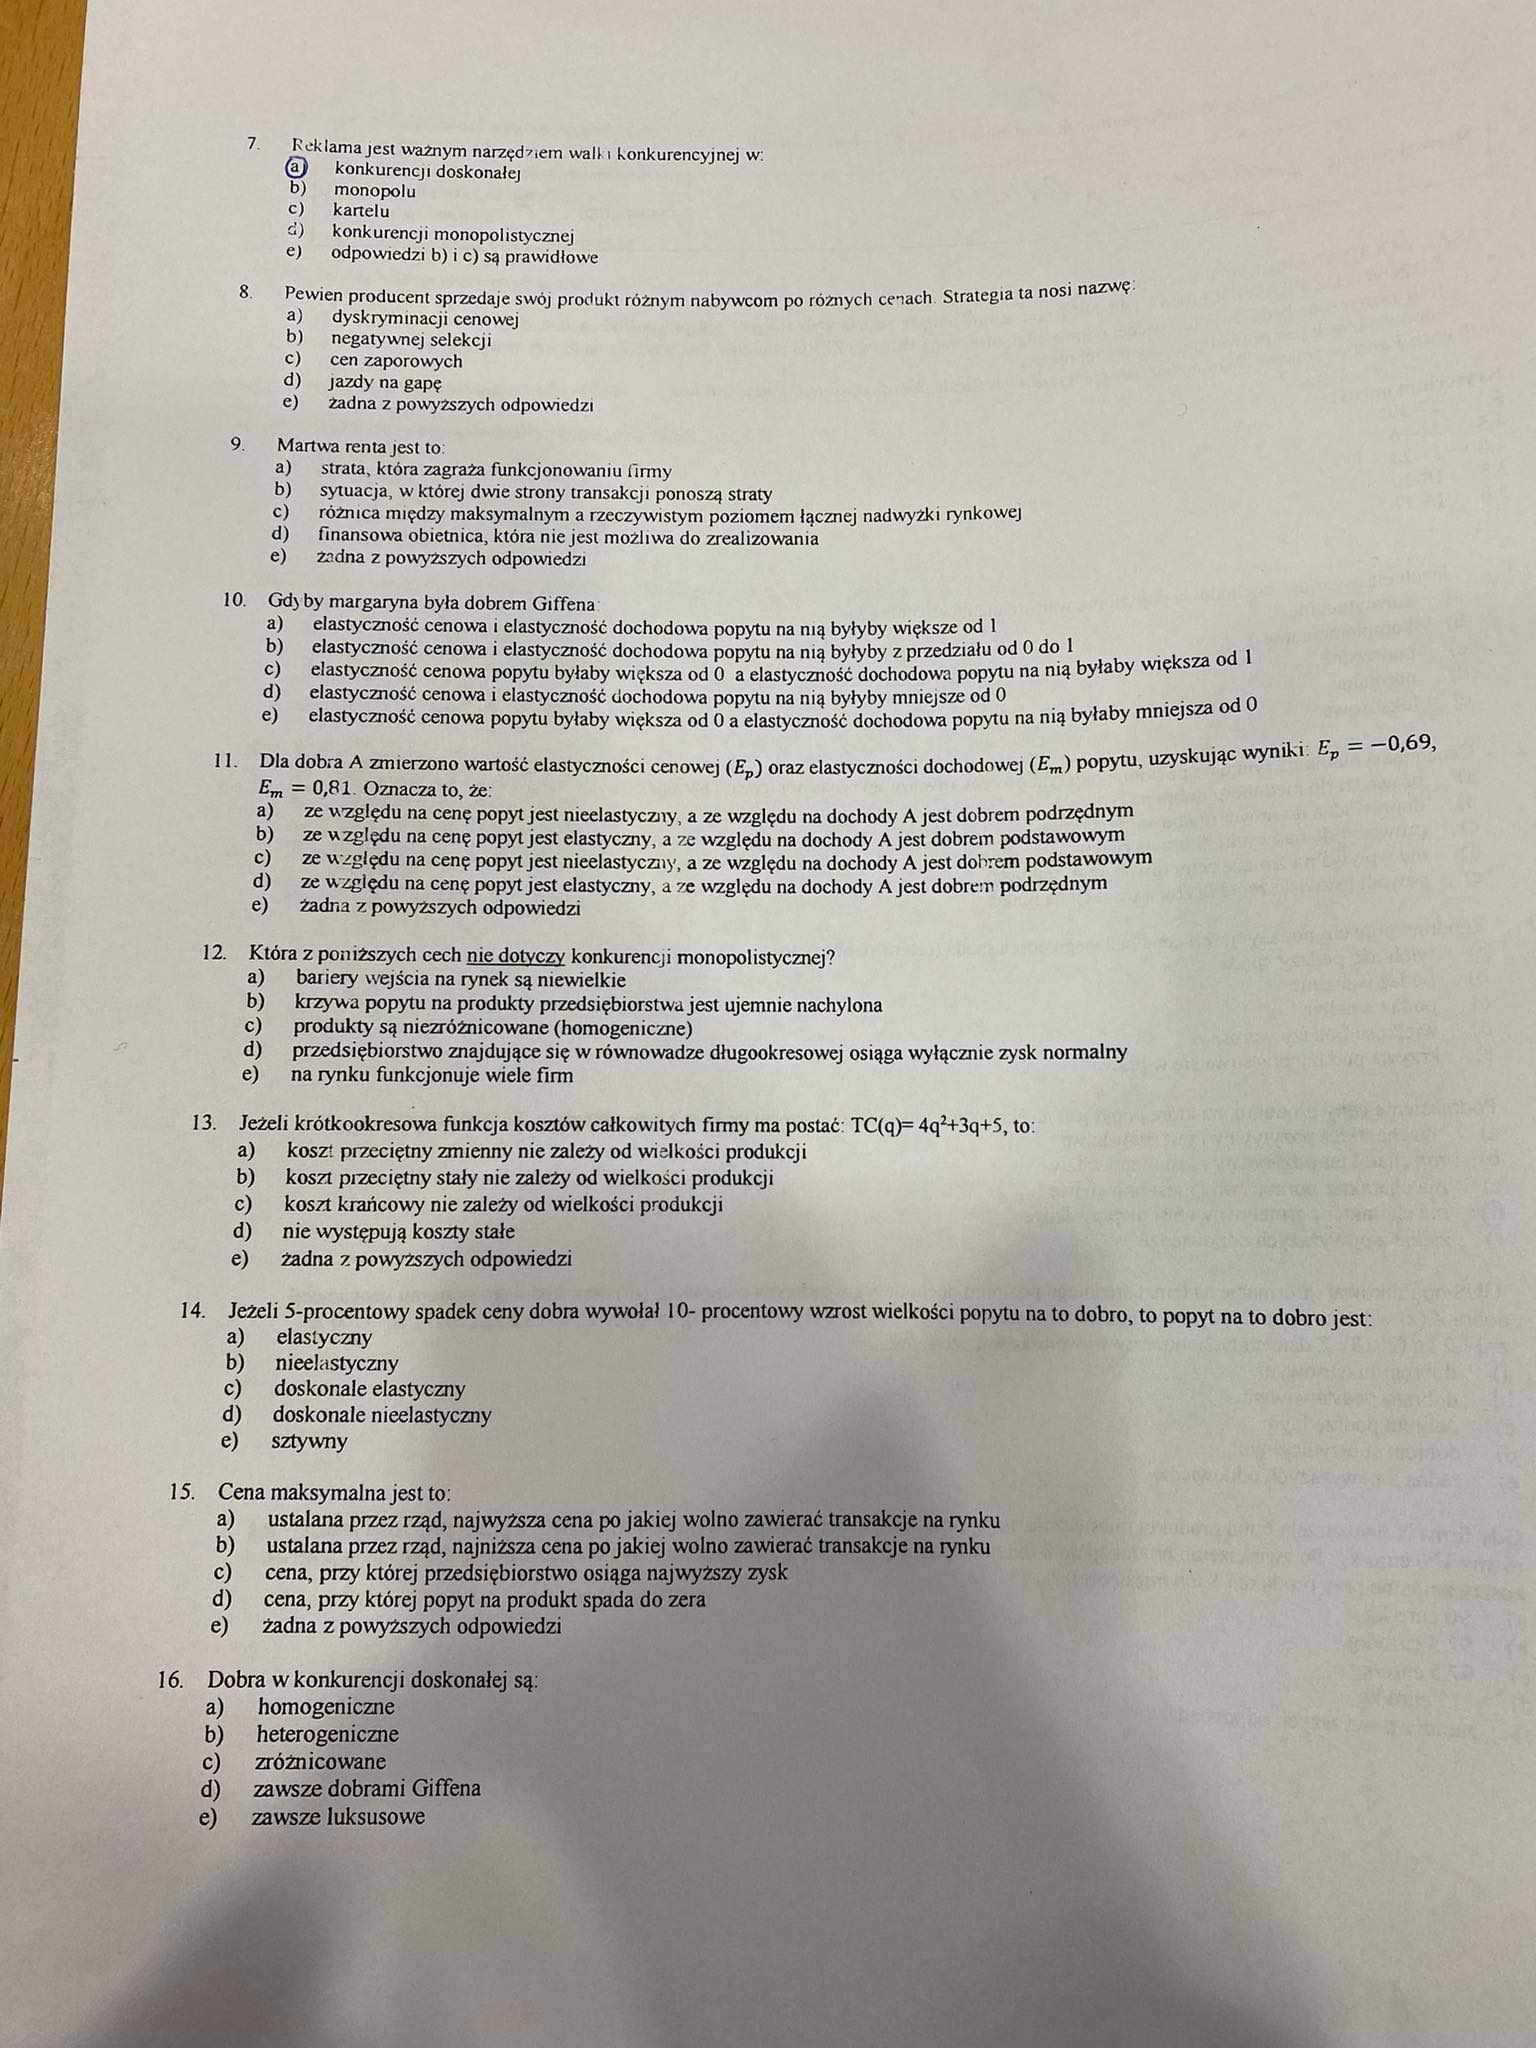 7. Reklama jest ważnym narzędziem walki konkurencyjnej w:
a) konkurencji doskonałej
b) monopolu
c) kartelu
d) konkurencji monopolistycznej
e) odpowiedzi b) i c) są prawidłowe
8. Pewien producent sprzedaje swój produkt różnym nabywcom po różnych cenach. Strategia ta nosi nazwę:
a) dyskryminacji cenowej
b) negatywnej selekcji
c) cen zaporowych
d) jazdy na gapę
e) żadna z powyższych odpowiedzi
9. Martwa renta jest to:
a) strata, która zagraża funkcjonowaniu firmy
b) sytuacja, w której dwie strony transakcji ponoszą straty
c) różnica między maksymalnym a rzeczywistym poziomem łącznej nadwyżki rynkowej
d) finansowa obietnica, która nie jest możliwa do zrealizowania
e) żadna z powyższych odpowiedzi
10. Gdyby margaryna była dobrem Giffena:
a) elastyczność cenowa i elastyczność dochodowa popytu na nią byłyby większe od 1
b) elastyczność cenowa i elastyczność dochodowa popytu na nią byłyby z przedziału od 0 do 1
c) elastyczność cenowa popytu byłaby większa od 0 a elastyczność dochodowa popytu na nią byłaby większa od 1
d) elastyczność cenowa i elastyczność dochodowa popytu na nią byłyby mniejsze od 0
e) elastyczność cenowa popytu byłaby większa od 0 a elastyczność dochodowa popytu na nią byłaby mniejsza od 0
11. Dla dobra A zmierzono wartość elastyczności cenowej (Eₚ) oraz elastyczności dochodowej (Eₘ) popytu, uzyskując wyniki: Eₚ = −0,69,
Eₘ = 0,81. Oznacza to, że:
a) ze względu na cenę popyt jest nieelastyczny, a ze względu na dochody A jest dobrem podrzędnym
b) ze względu na cenę popyt jest elastyczny, a ze względu na dochody A jest dobrem podstawowym
c) ze względu na cenę popyt jest nieelastyczny, a ze względu na dochody A jest dobrem podstawowym
d) ze względu na cenę popyt jest elastyczny, a ze względu na dochody A jest dobrem podrzędnym
e) żadna z powyższych odpowiedzi
12. Która z poniższych cech nie dotyczy konkurencji monopolistycznej?
a) bariery wejścia na rynek są niewielkie
b) krzywa popytu na produkty przedsiębiorstwa jest ujemnie nachylona
c) produkty są niezróżnicowane (homogeniczne)
d) przedsiębiorstwo znajdujące się w równowadze długookresowej osiąga wyłącznie zysk normalny
e) na rynku funkcjonuje wiele firm
13. Jeżeli krótkookresowa funkcja kosztów całkowitych firmy ma postać: TC(q)= 4q²+3q+5, to:
a) koszt przeciętny zmienny nie zależy od wielkości produkcji
b) koszt przeciętny stały nie zależy od wielkości produkcji
c) koszt krańcowy nie zależy od wielkości produkcji
d) nie występują koszty stałe
e) żadna z powyższych odpowiedzi
14. Jeżeli 5-procentowy spadek ceny dobra wywołał 10- procentowy wzrost wielkości popytu na to dobro, to popyt na to dobro jest:
a) elastyczny
b) nieelastyczny
c) doskonale elastyczny
d) doskonale nieelastyczny
e) sztywny
15. Cena maksymalna jest to:
a) ustalana przez rząd, najwyższa cena po jakiej wolno zawierać transakcje na rynku
b) ustalana przez rząd, najniższa cena po jakiej wolno zawierać transakcje na rynku
c) cena, przy której przedsiębiorstwo osiąga najwyższy zysk
d) cena, przy której popyt na produkt spada do zera
e) żadna z powyższych odpowiedzi
16. Dobra w konkurencji doskonałej są:
a) homogeniczne
b) heterogeniczne
c) zróżnicowane
d) zawsze dobrami Giffena
e) zawsze luksusowe